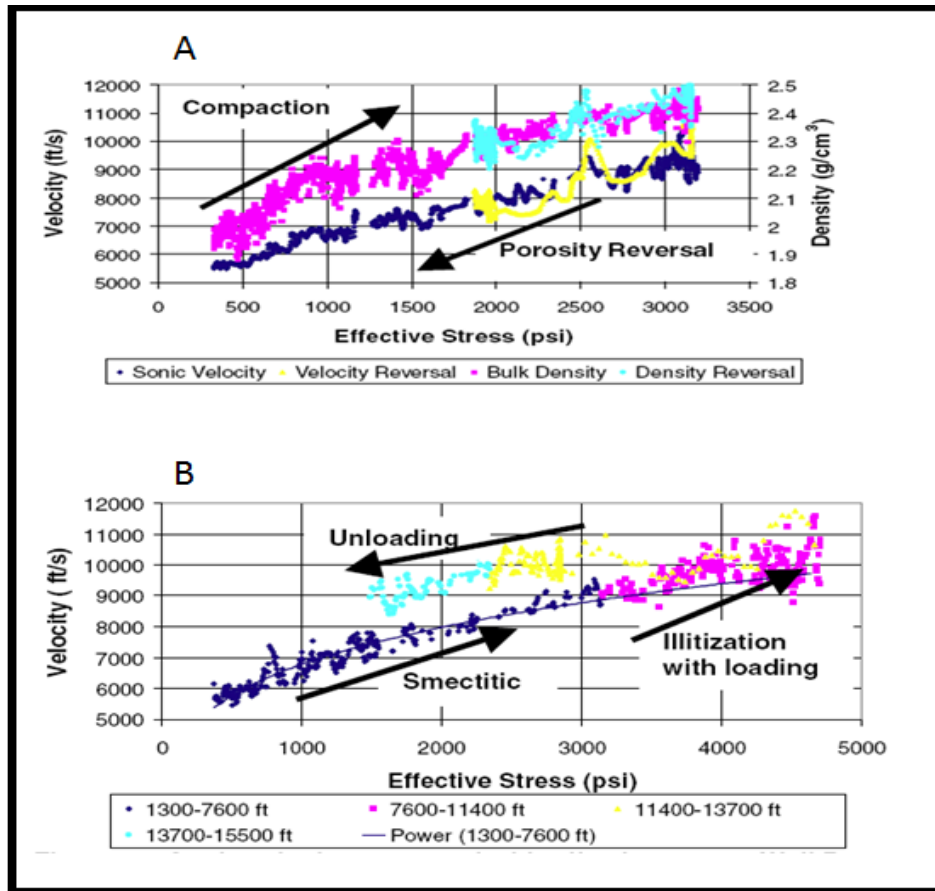 A
12000
11000
10000
9000
8000
7000
6000
5000
Velocity (ft/s)
Compaction
Porosity Reversal
2.5
2.4
2.3
2.2
2.1
2
1.9
1.8
Density (g/cm³)
0 500 1000 1500 2000 2500 3000 3500
Effective Stress (psi)
Sonic Velocity Velocity Reversal Bulk Density Density Reversal
B
12000
11000
10000
9000
8000
7000
6000
5000
Velocity ( ft/s)
Unloading
Smectitic
Illitization
with loading
0 1000 2000 3000 4000 5000
Effective Stress (psi)
1300-7600 ft 7600-11400 ft 11400-13700 ft
13700-15500 ft Power (1300-7600 ft)